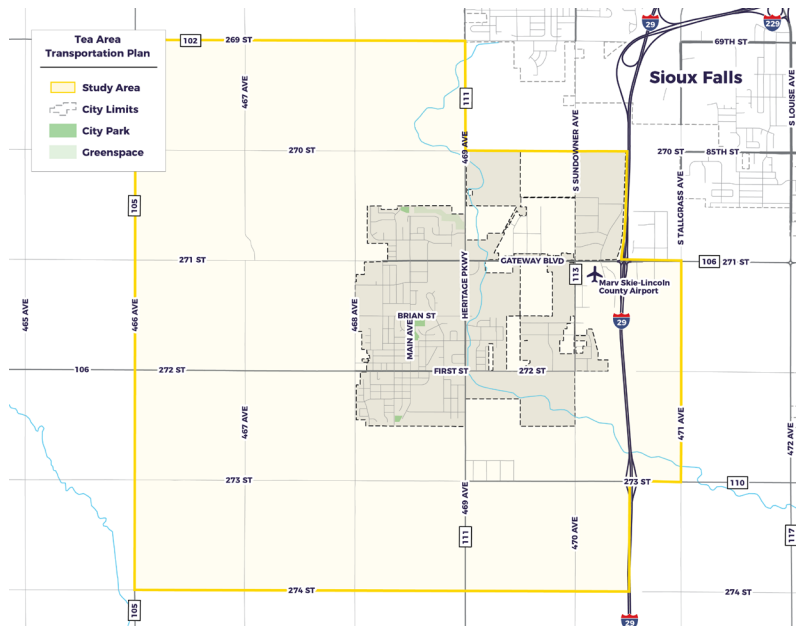 Tea Area
Transportation Plan
Study Area
City Limits
City Park
Greenspace
102
269 ST
29
229
69TH ST
Sioux Falls
S LOUISE AVE
467 AVE
111
469 AVE
S SUNDOWNER AVE
270 ST
270 ST
85TH ST
S TALLGRASS AVE
105
271 ST
HERITAGE PKWY
GATEWAY BLVD
113
106
271 ST
Marv Skie-Lincoln
County Airport
465 AVE
466 AVE
468 AVE
BRIAN ST
MAIN AVE
29
106
272 ST
FIRST ST
272 ST
467 AVE
471 AVE
472 AVE
273 ST
469 AVE
273 ST
110
111
470 AVE
117
274 ST
274 ST
105
29